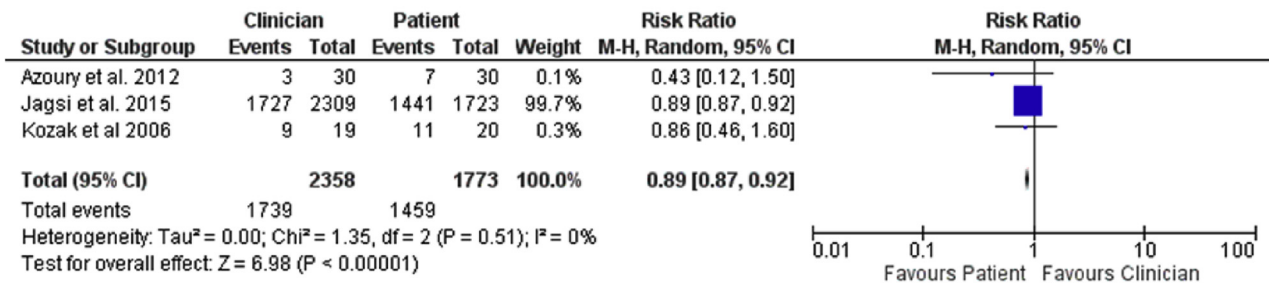 Clinician Patient Risk Ratio Risk Ratio
Study or Subgroup Events Total Events Total Weight M-H, Random, 95% CI M-H, Random, 95% CI
Azoury et al. 2012 3 30 7 30 0.1% 0.43 [0.12, 1.50]
Jagsi et al. 2015 1727 2309 1441 1723 99.7% 0.89 [0.87, 0.92]
Kozak et al 2006 9 19 11 20 0.3% 0.86 [0.46, 1.60]
Total (95% CI) 2358 1773 100.0% 0.89 [0.87, 0.92]
Total events 1739 1459
Heterogeneity: Tau² = 0.00; Chi² = 1.35, df = 2 (P = 0.51); I² = 0%
Test for overall effect: Z = 6.98 (P < 0.00001)
0.01 0.1 1 10 100
Favours Patient Favours Clinician